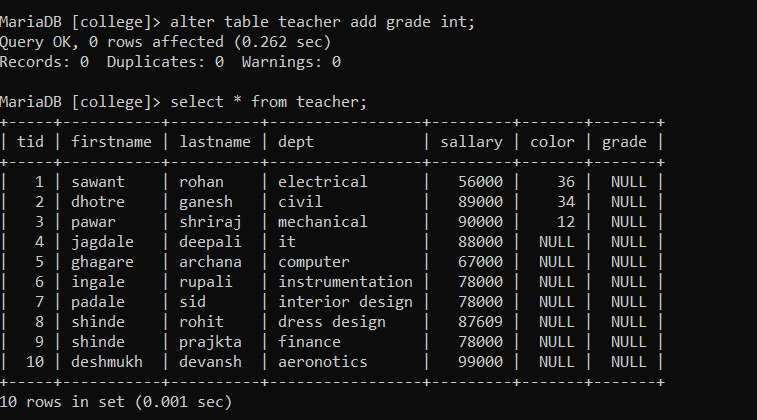 MariaDB [college]> alter table teacher add grade int;
Query OK, 0 rows affected (0.262 sec)
Records: 0  Duplicates: 0  Warnings: 0

MariaDB [college]> select * from teacher;
+-----+-----------+----------+-----------------+---------+-------+-------+
| tid | firstname | lastname | dept            | sallary | color | grade |
+-----+-----------+----------+-----------------+---------+-------+-------+
|   1 | sawant    | rohan    | electrical      |   56000 |    36 |  NULL |
|   2 | dhotre    | ganesh   | civil           |   89000 |    34 |  NULL |
|   3 | pawar     | shriraj  | mechanical      |   90000 |    12 |  NULL |
|   4 | jagdale   | deepali  | it              |   88000 |  NULL |  NULL |
|   5 | ghagare   | archana  | computer        |   67000 |  NULL |  NULL |
|   6 | ingale    | rupali   | instrumentation |   78000 |  NULL |  NULL |
|   7 | padale    | sid      | interior design |   78000 |  NULL |  NULL |
|   8 | shinde    | rohit    | dress design    |   87609 |  NULL |  NULL |
|   9 | shinde    | prajkta  | finance         |   78000 |  NULL |  NULL |
|  10 | deshmukh  | devansh  | aeronotics      |   99000 |  NULL |  NULL |
+-----+-----------+----------+-----------------+---------+-------+-------+
10 rows in set (0.001 sec)